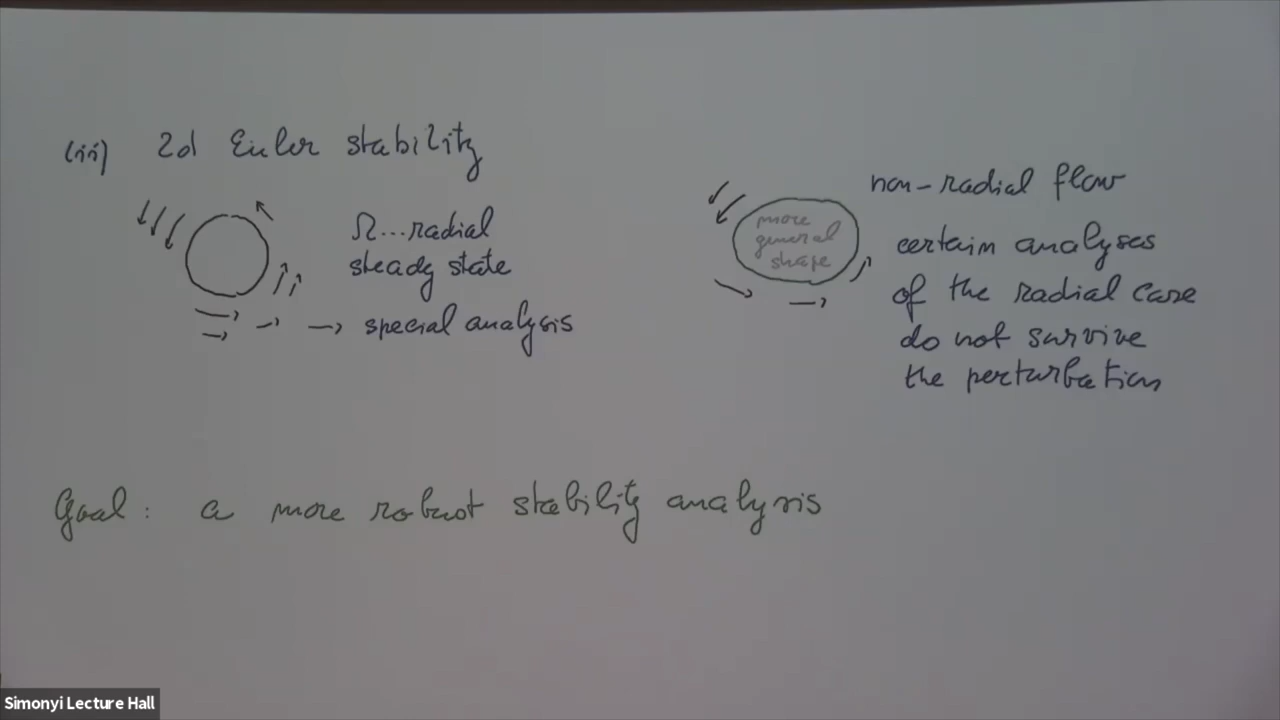 (iii) 2d Euler stability
Ω...radial
steady state
→ special analysis
more
general
shape
non-radial flow
certain analyses
of the radial case
do not survive
the perturbation
Goal: a more robust stability analysis
Simonyi Lecture Hall